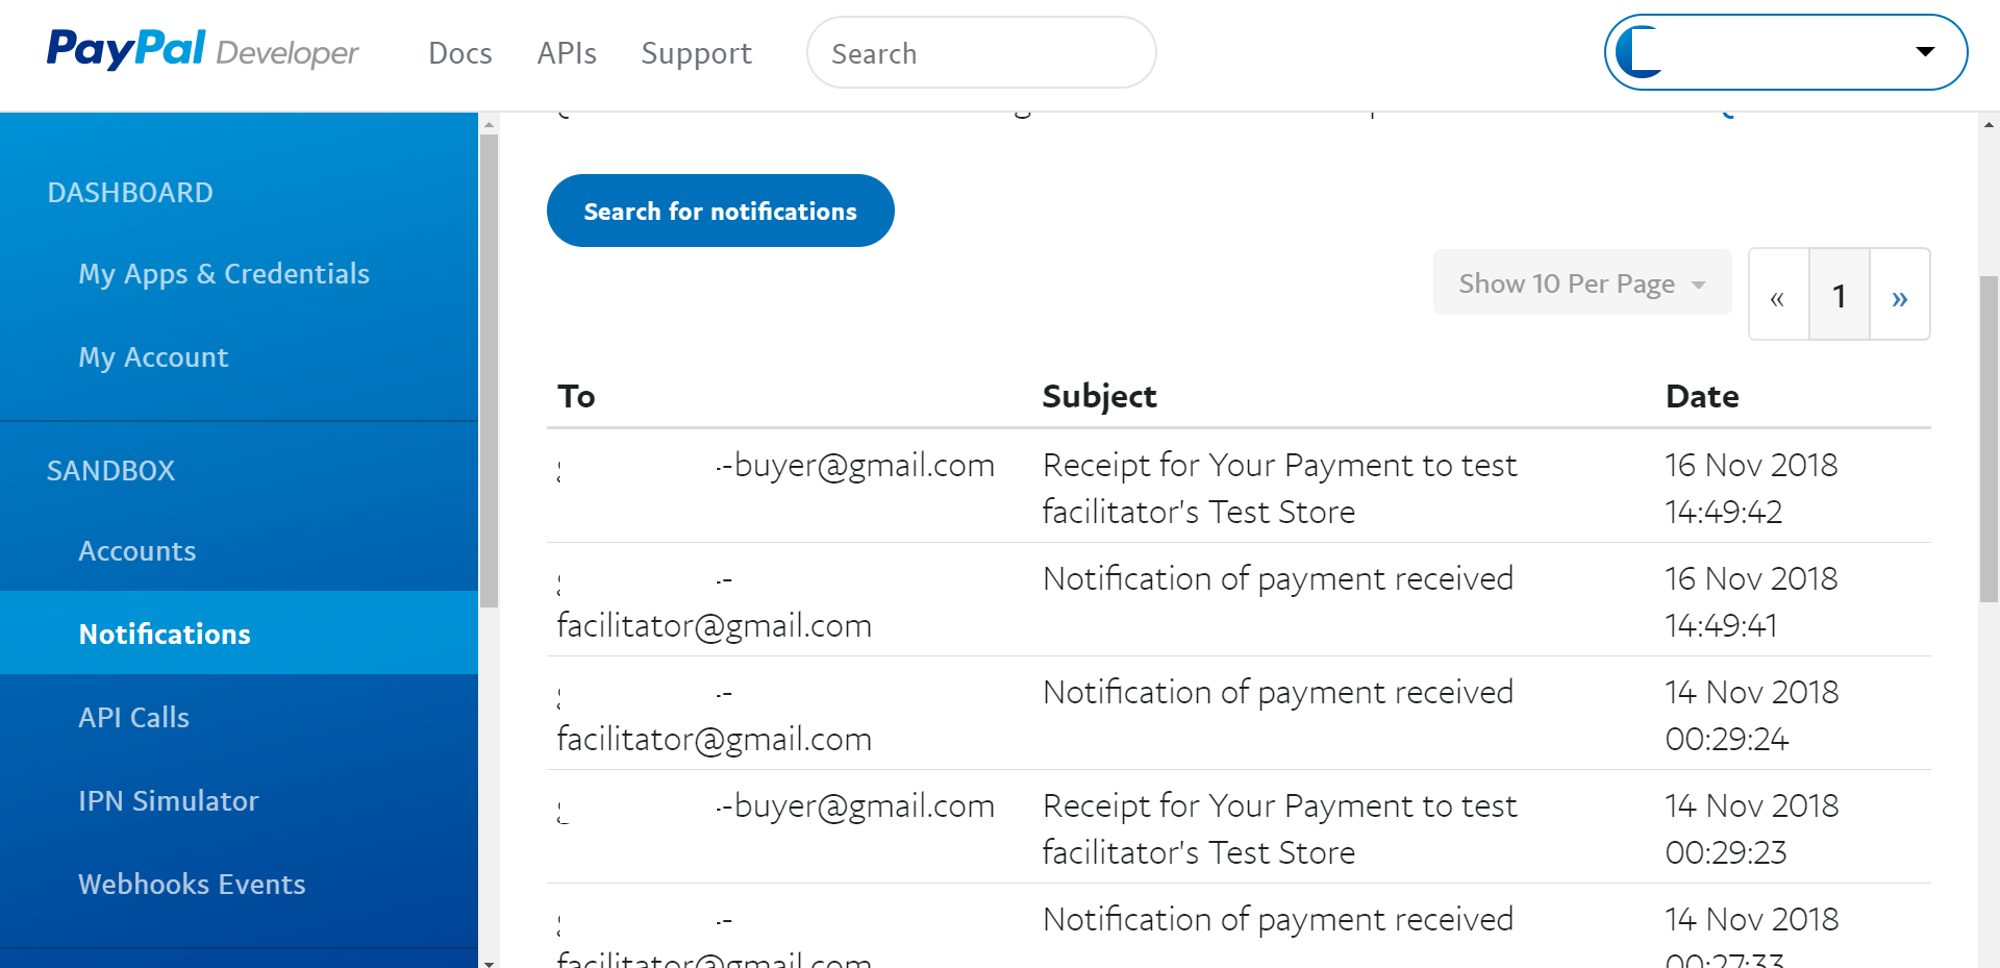 PayPal Developer Docs APIs Support Search
DASHBOARD
My Apps & Credentials
My Account
SANDBOX
Accounts
Notifications
API Calls
IPN Simulator
Webhooks Events
Search for notifications
Show 10 Per Page « 1 »
To Subject Date
-buyer@gmail.com Receipt for Your Payment to test 16 Nov 2018
facilitator's Test Store 14:49:42
- Notification of payment received 16 Nov 2018
facilitator@gmail.com 14:49:41
- Notification of payment received 14 Nov 2018
facilitator@gmail.com 00:29:24
-buyer@gmail.com Receipt for Your Payment to test 14 Nov 2018
facilitator's Test Store 00:29:23
- Notification of payment received 14 Nov 2018
facilitator@gmail.com 00:27:33